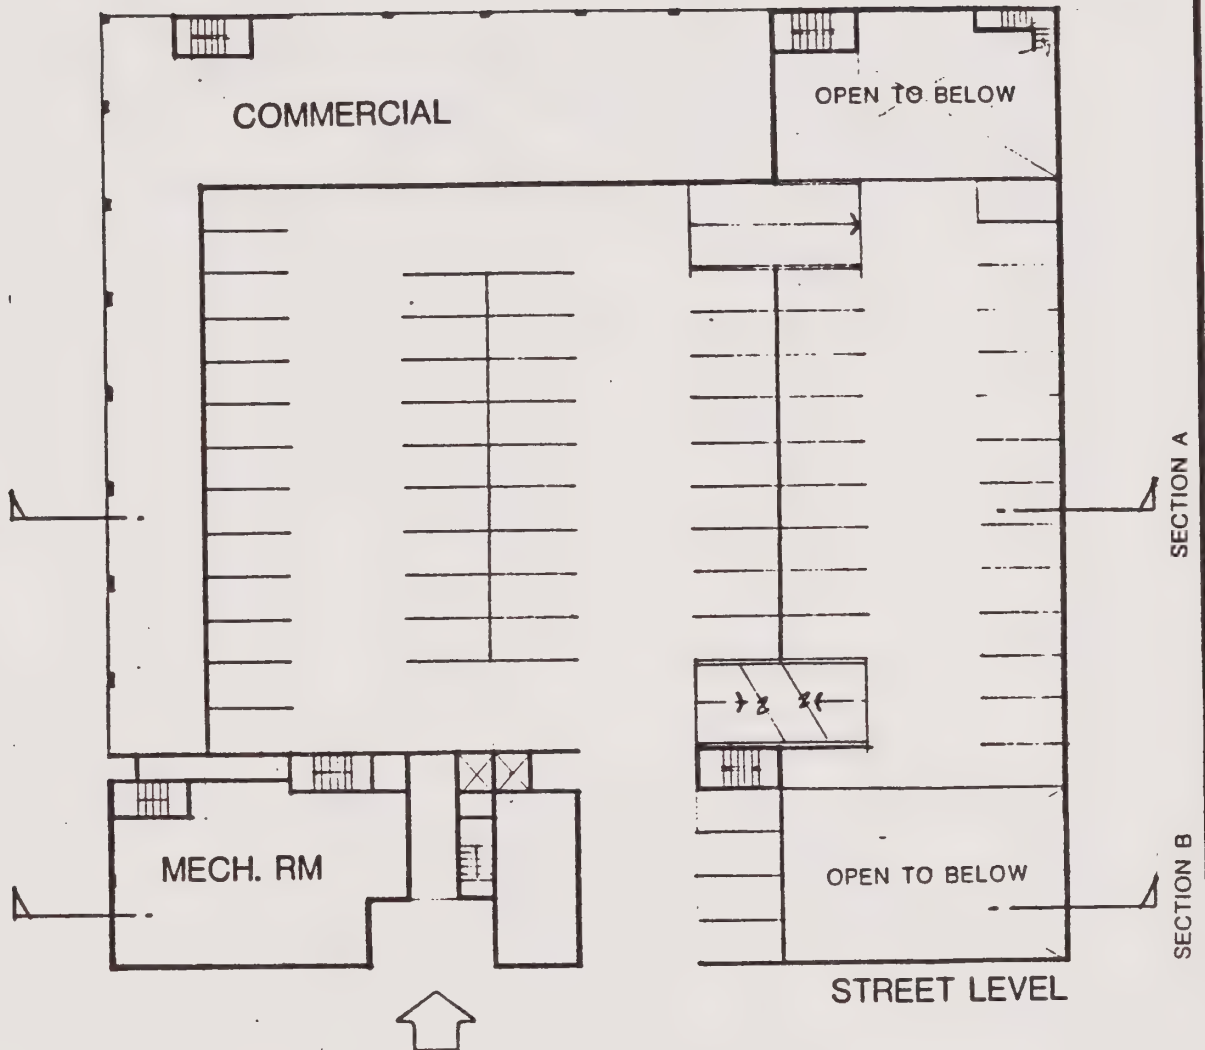 COMMERCIAL
OPEN TO BELOW
SECTION A
MECH. RM
OPEN TO BELOW
SECTION B
STREET LEVEL